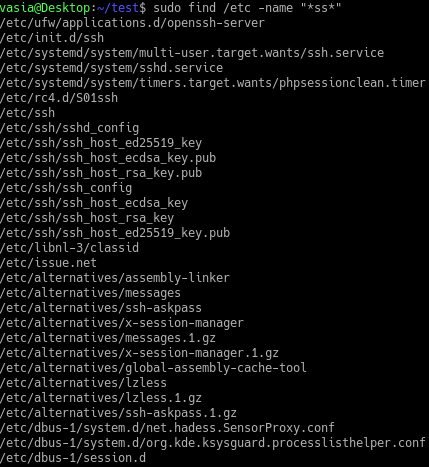 vasia@Desktop:~/test$ sudo find /etc -name "*ss*"
/etc/ufw/applications.d/openssh-server
/etc/init.d/ssh
/etc/systemd/system/multi-user.target.wants/ssh.service
/etc/systemd/system/sshd.service
/etc/systemd/system/timers.target.wants/phpsessionclean.timer
/etc/rc4.d/S01ssh
/etc/ssh
/etc/ssh/sshd_config
/etc/ssh/ssh_host_ed25519_key
/etc/ssh/ssh_host_ecdsa_key.pub
/etc/ssh/ssh_host_rsa_key.pub
/etc/ssh/ssh_config
/etc/ssh/ssh_host_ecdsa_key
/etc/ssh/ssh_host_rsa_key
/etc/ssh/ssh_host_ed25519_key.pub
/etc/libnl-3/classid
/etc/issue.net
/etc/alternatives/assembly-linker
/etc/alternatives/messages
/etc/alternatives/ssh-askpass
/etc/alternatives/x-session-manager
/etc/alternatives/messages.1.gz
/etc/alternatives/x-session-manager.1.gz
/etc/alternatives/global-assembly-cache-tool
/etc/alternatives/lzless
/etc/alternatives/lzless.1.gz
/etc/alternatives/ssh-askpass.1.gz
/etc/dbus-1/system.d/net.hadess.SensorProxy.conf
/etc/dbus-1/system.d/org.kde.ksysguard.processlisthelper.conf
/etc/dbus-1/session.d